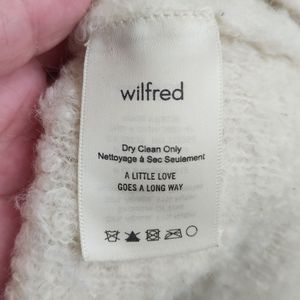 wilfred
Dry Clean Only
Nettoyage à Sec Seulement
A LITTLE LOVE
GOES A LONG WAY